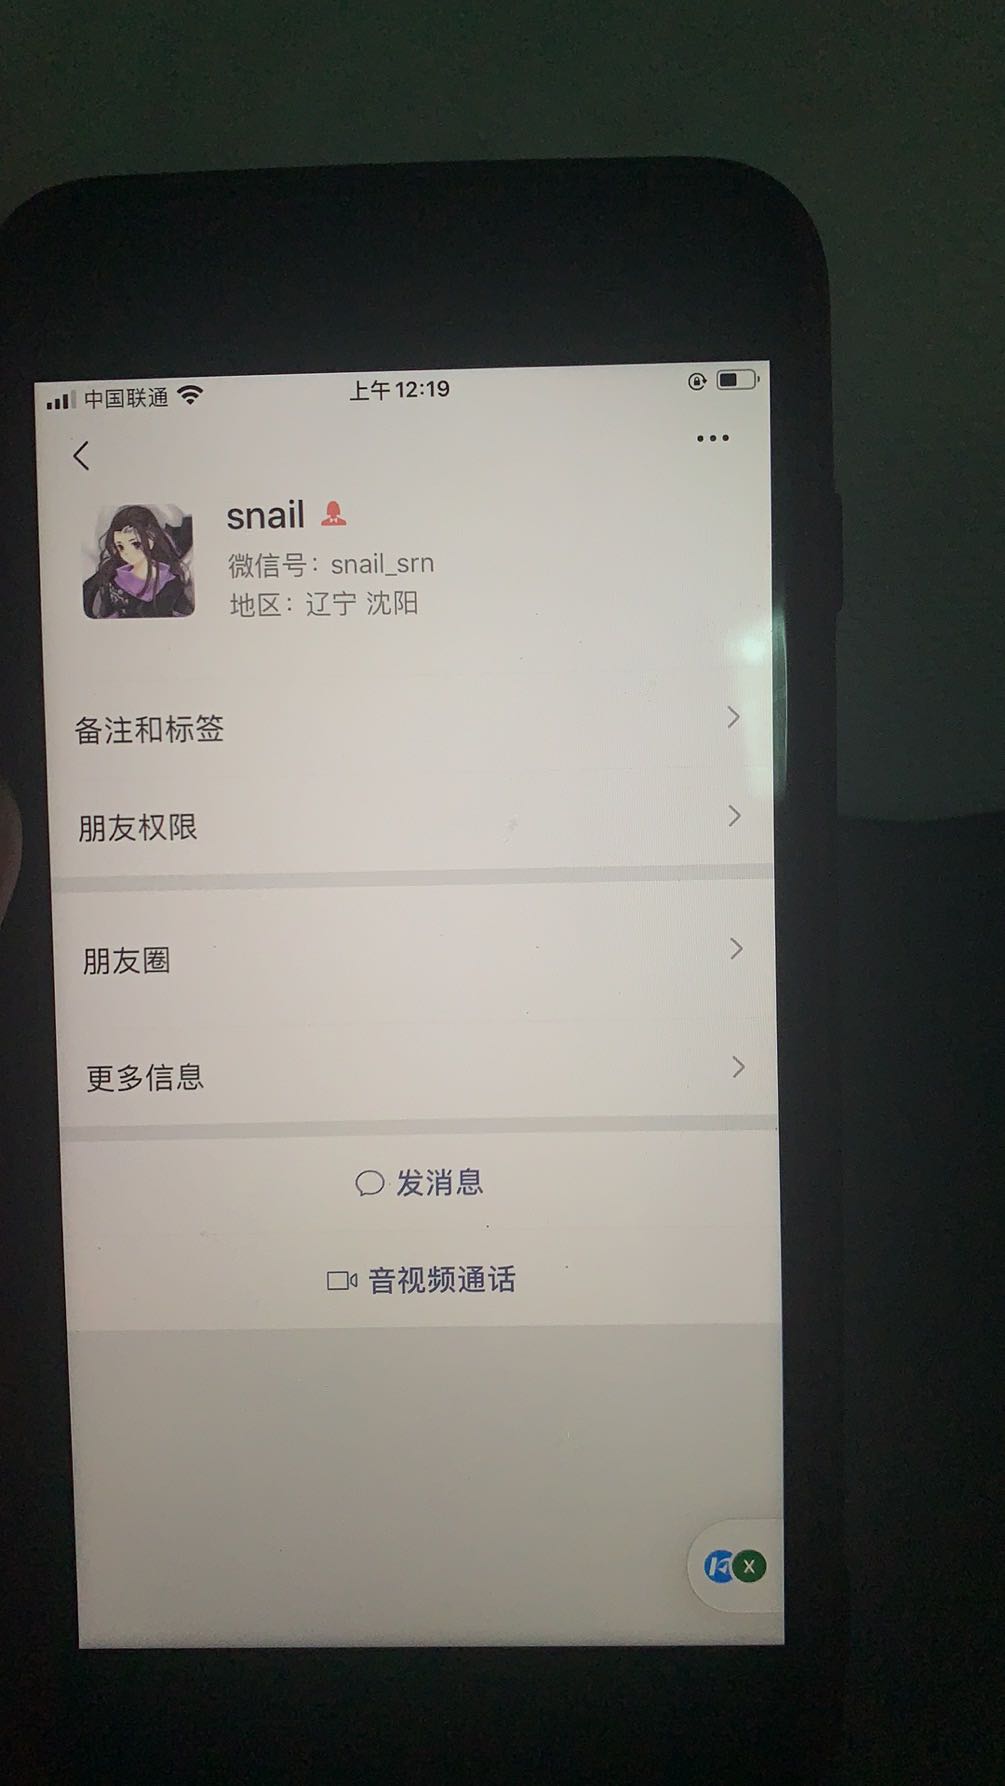 中国联通 上午12:19
snail
微信号：snail_srn
地区：辽宁 沈阳
备注和标签
朋友权限
朋友圈
更多信息
发消息
音视频通话
X